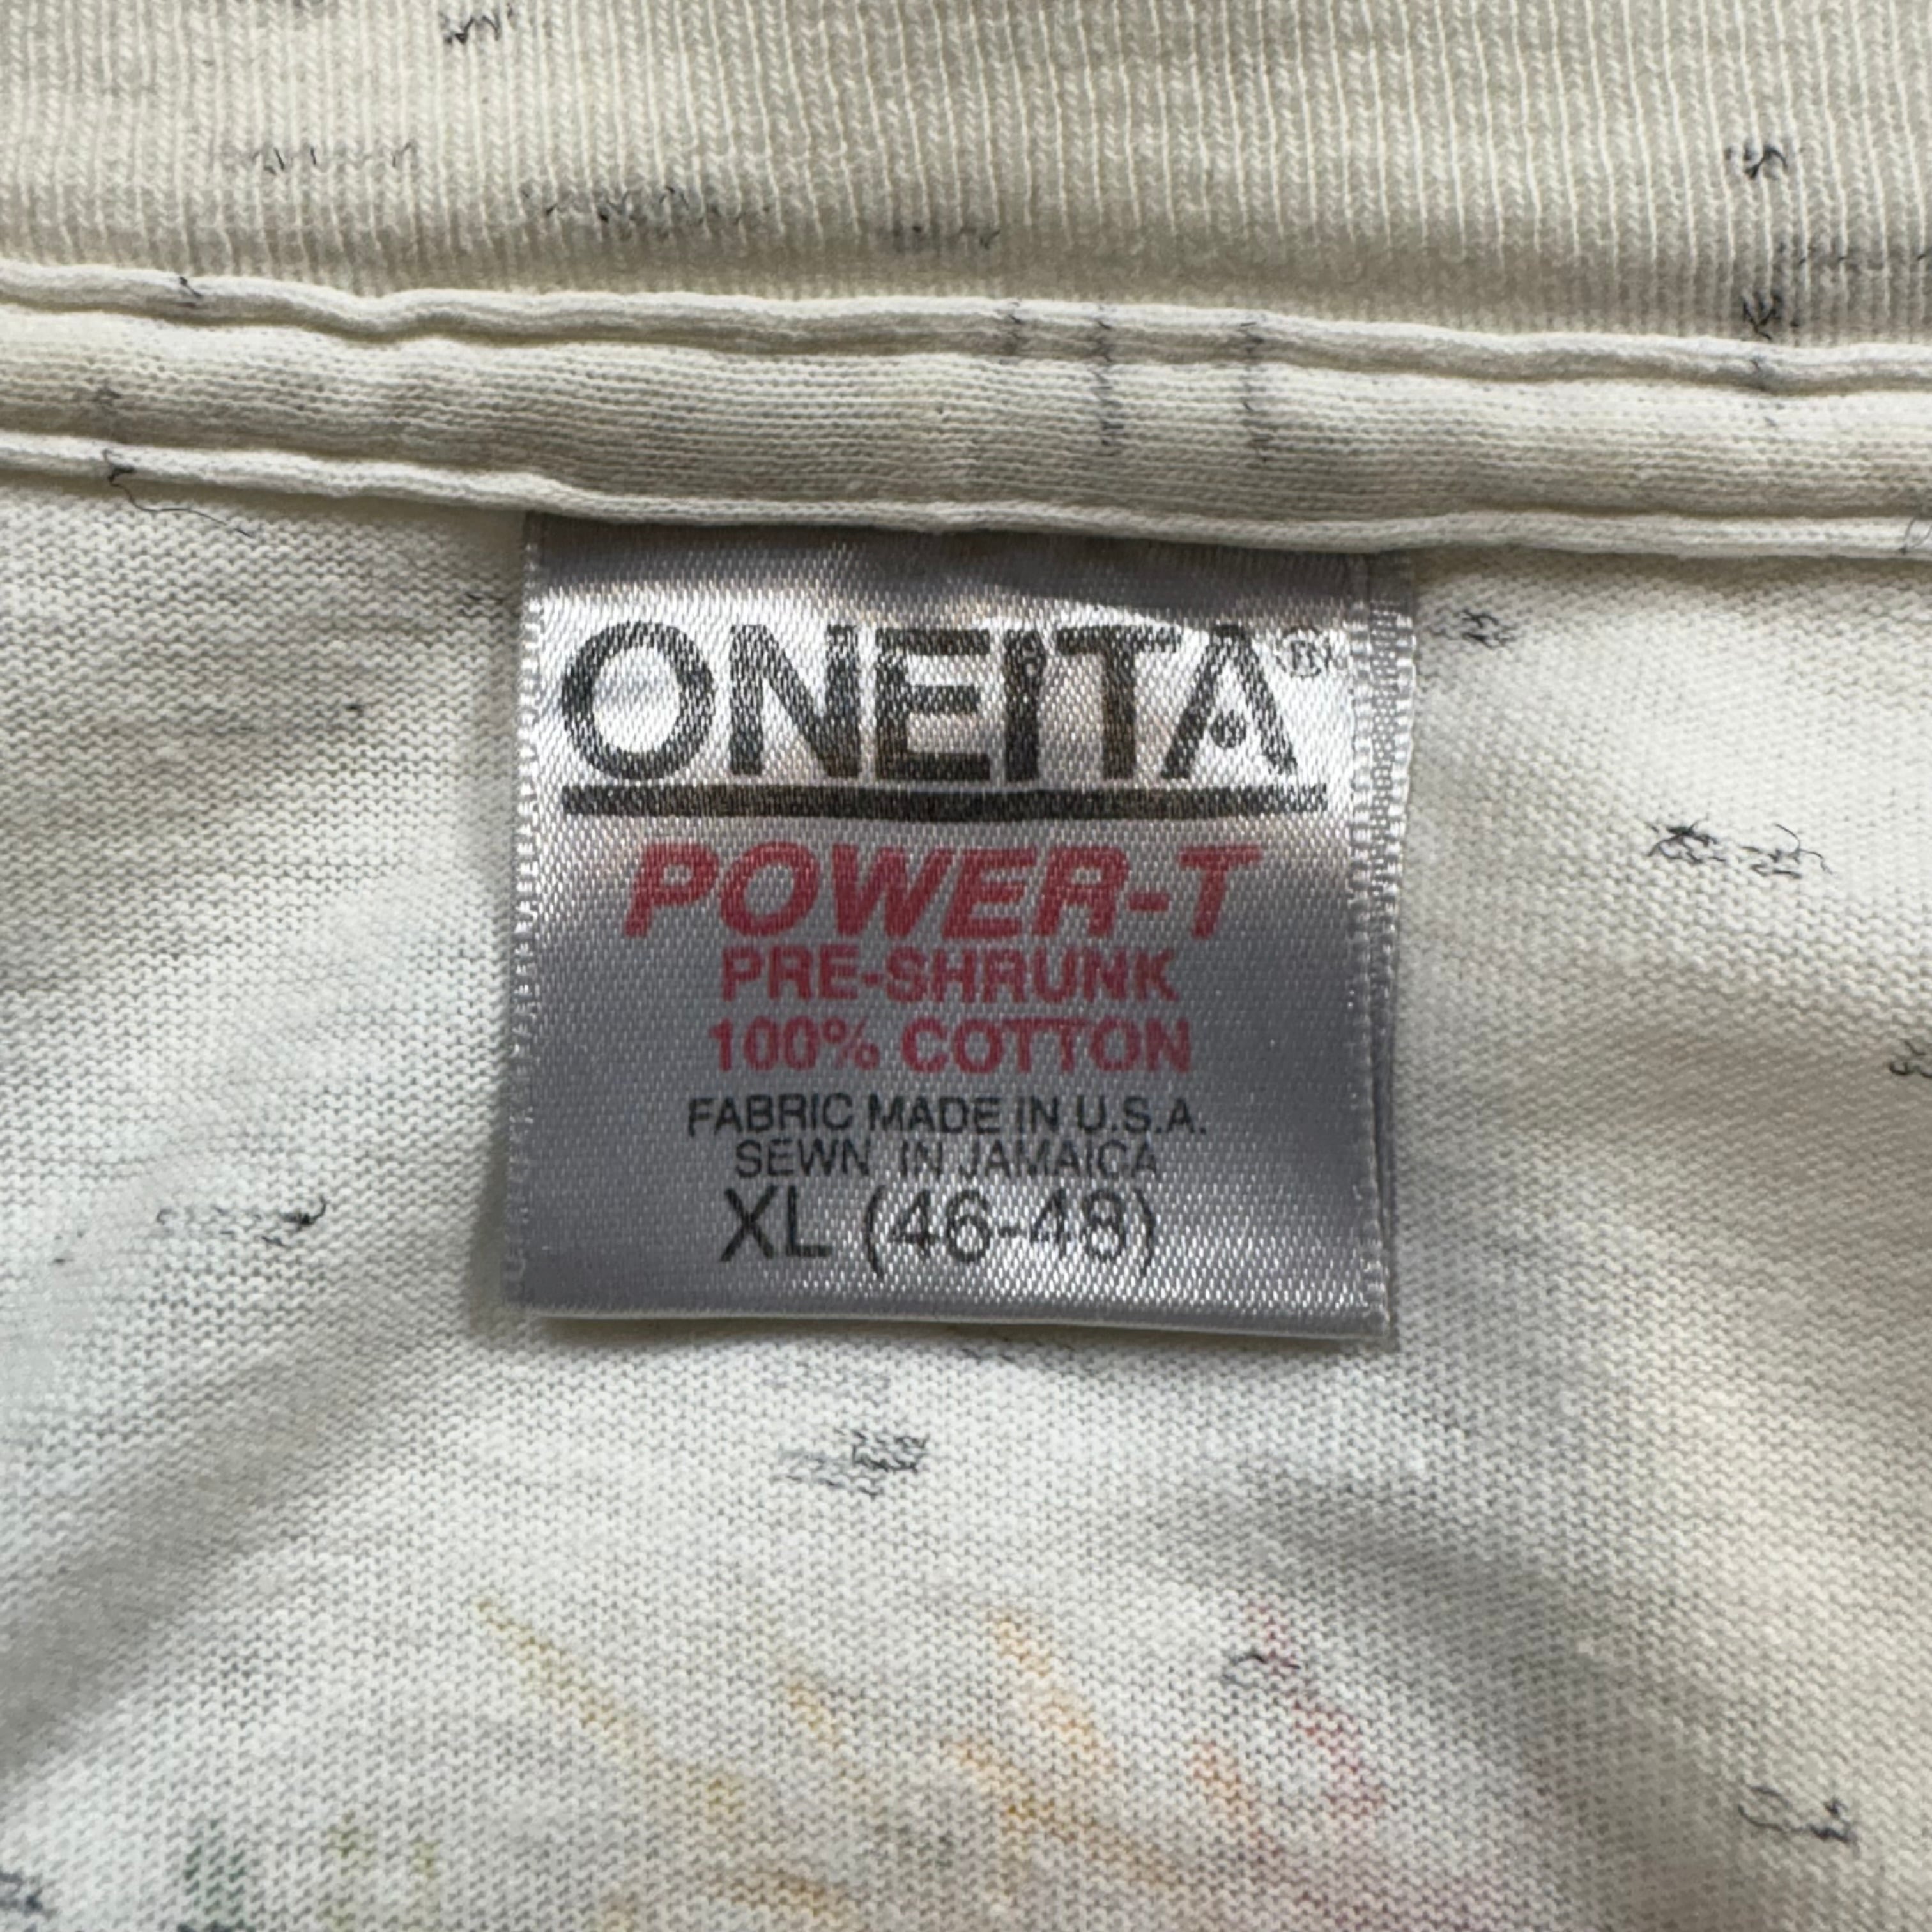 ONEITA®
POWER-T
PRE-SHRUNK
100% COTTON
FABRIC MADE IN U.S.A.
SEWN IN JAMAICA
XL (46-48)